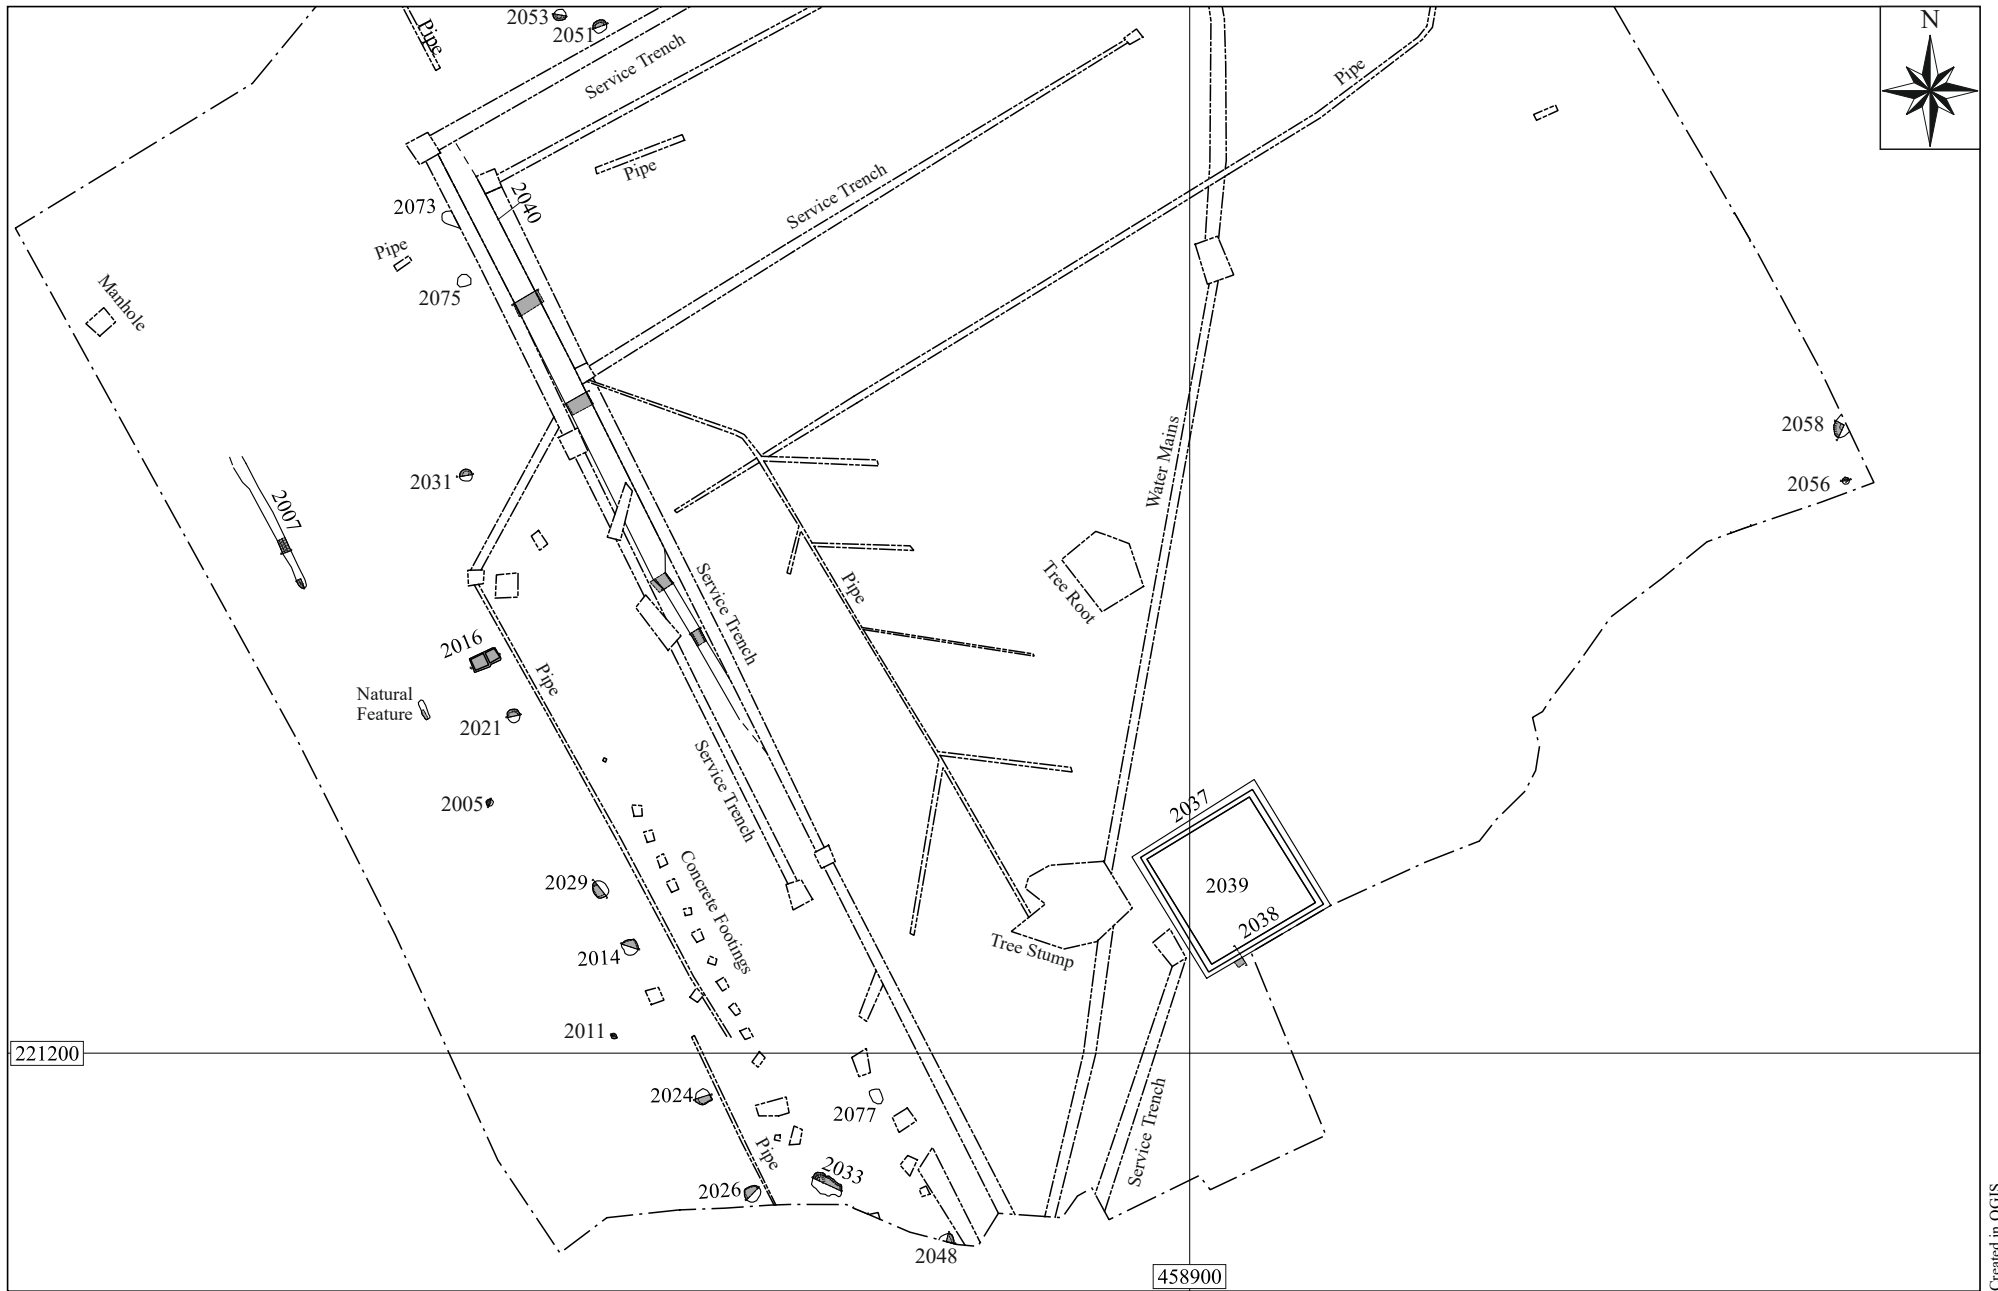 2053
2051
N
Pipe
Service Trench
Pipe
Pipe
Service Trench
2040
2073
Pipe
2075
Manhole
2058
2056
Water Mains
2031
2007
Tree Root
Pipe
Service Trench
2016
Pipe
Natural
Feature
2021
Service Trench
2005
2037
2039
2038
Concrete Footings
2029
Tree Stump
2014
2011
221200
2024
2077
Service Trench
Pipe
2033
2026
2048
458900
Created in QGIS